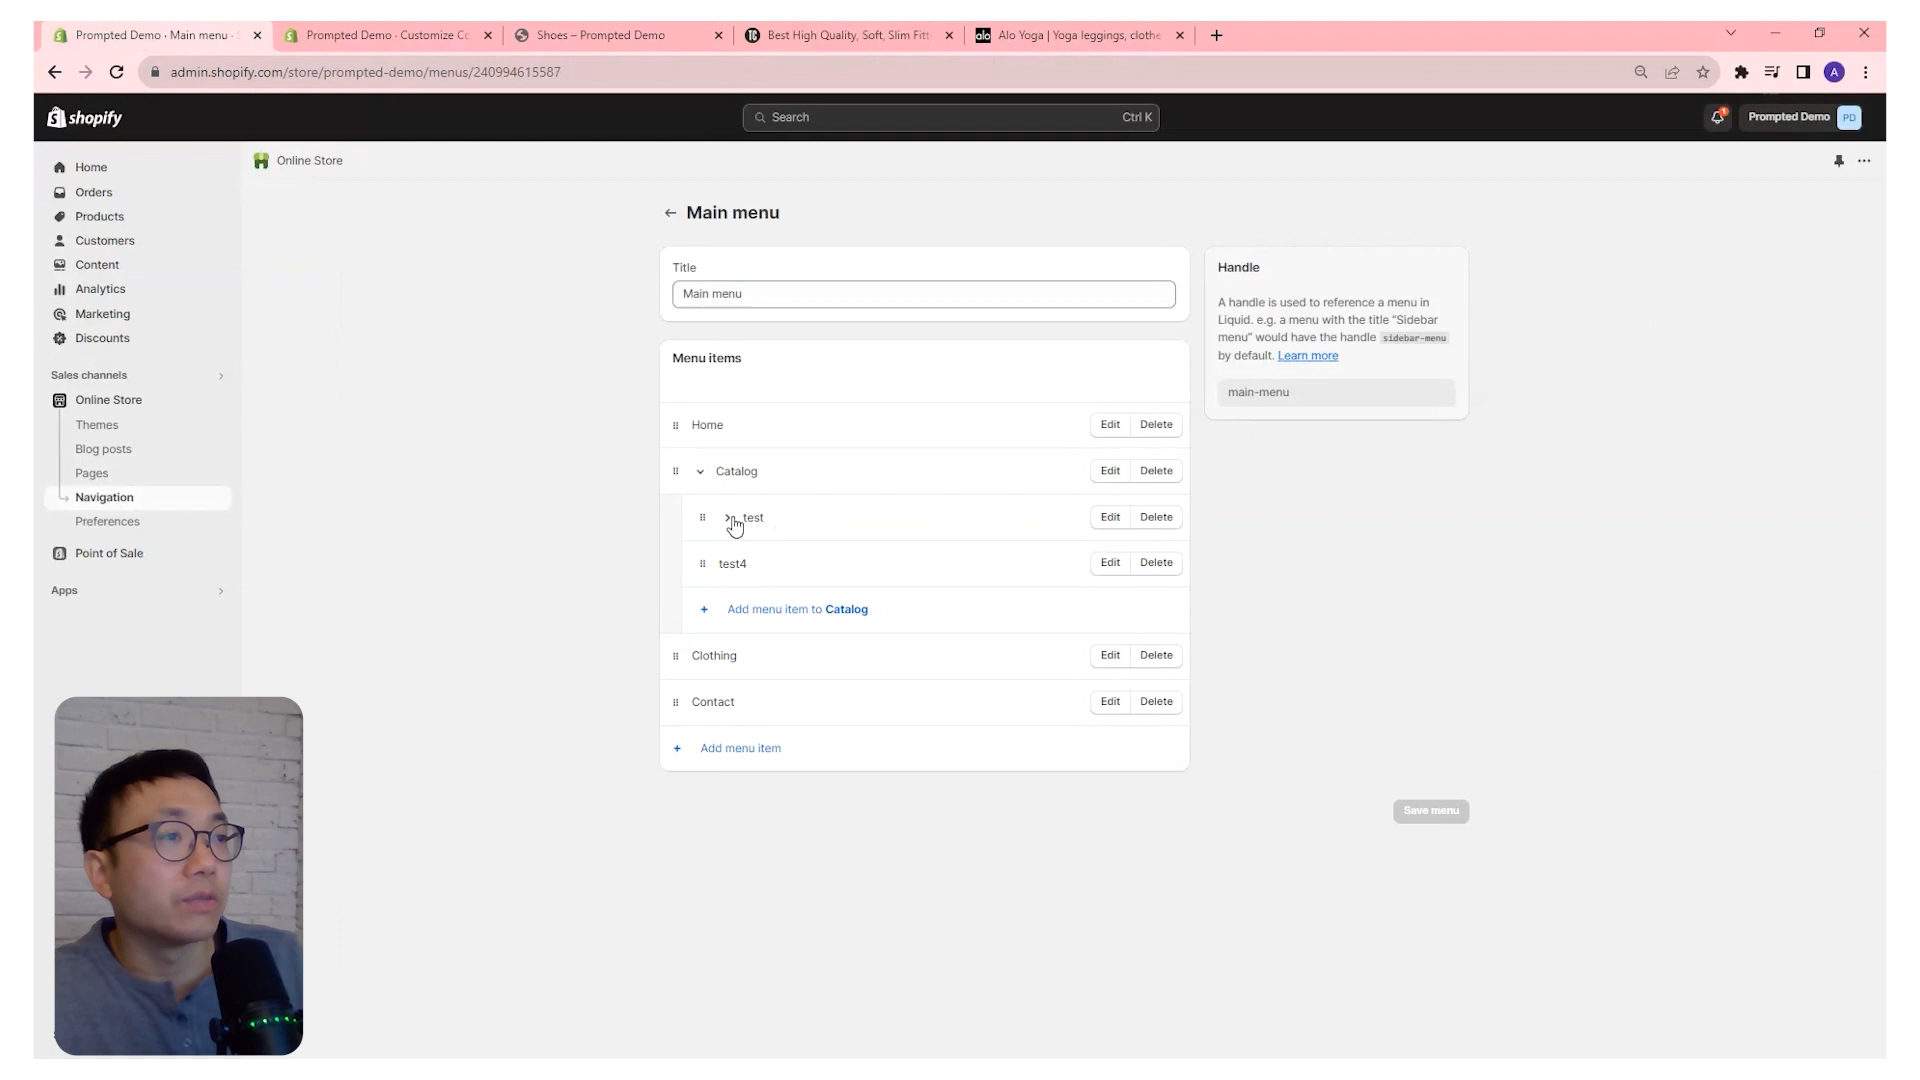 Prompted Demo · Main menu ·
Prompted Demo · Customize Co
Shoes – Prompted Demo
Best High Quality, Soft, Slim Fitt
Alo Yoga | Yoga leggings, clothe
admin.shopify.com/store/prompted-demo/menus/240994615587
A
shopify
Search
Ctrl K
1
Prompted Demo
PD
Home
Orders
Products
Customers
Content
Analytics
Marketing
Discounts
Sales channels
Online Store
Themes
Blog posts
Pages
Navigation
Preferences
Point of Sale
Apps
Online Store
Main menu
Title
Main menu
Menu items
Home
Edit
Delete
Catalog
Edit
Delete
test
Edit
Delete
test4
Edit
Delete
Add menu item to Catalog
Clothing
Edit
Delete
Contact
Edit
Delete
Add menu item
Handle
A handle is used to reference a menu in
Liquid. e.g. a menu with the title “Sidebar
menu” would have the handle sidebar-menu
by default. Learn more
main-menu
Save menu